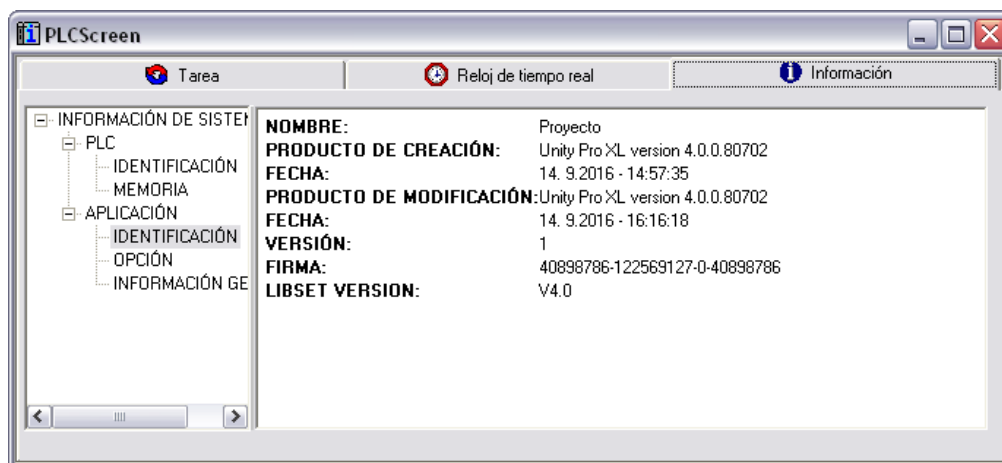 PLCScreen
Tarea
Reloj de tiempo real
Información
INFORMACIÓN DE SISTEM
PLC
IDENTIFICACIÓN
MEMORIA
APLICACIÓN
IDENTIFICACIÓN
OPCIÓN
INFORMACIÓN GE
NOMBRE: Proyecto
PRODUCTO DE CREACIÓN: Unity Pro XL version 4.0.0.80702
FECHA: 14. 9.2016 - 14:57:35
PRODUCTO DE MODIFICACIÓN: Unity Pro XL version 4.0.0.80702
FECHA: 14. 9.2016 - 16:16:18
VERSIÓN: 1
FIRMA: 40898786-122569127-0-40898786
LIBSET VERSION: V4.0